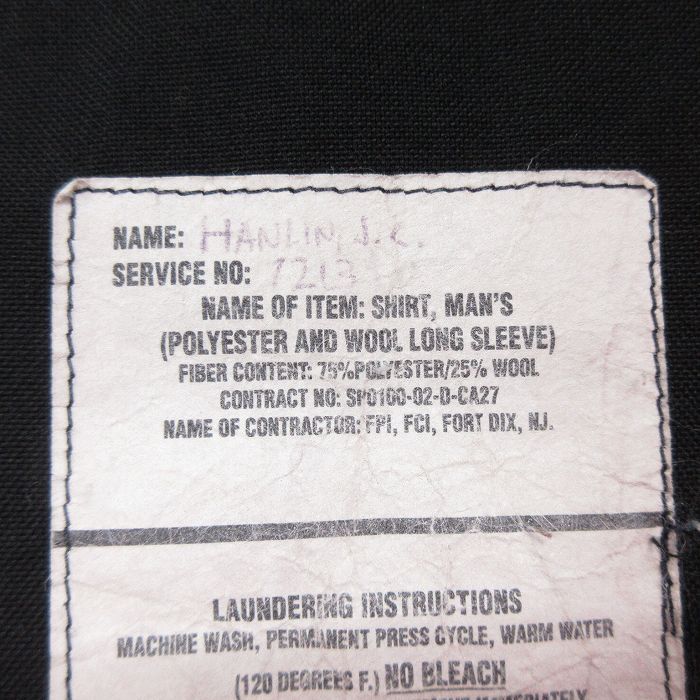 NAME: HANLIN, J.C.
SERVICE NO: 7213
NAME OF ITEM: SHIRT, MAN'S
(POLYESTER AND WOOL LONG SLEEVE)
FIBER CONTENT: 75%POLYESTER/25% WOOL
CONTRACT NO: SP0100-02-D-CA27
NAME OF CONTRACTOR: FPI, FCI, FORT DIX, NJ.
LAUNDERING INSTRUCTIONS
MACHINE WASH, PERMANENT PRESS CYCLE, WARM WATER
(120 DEGREES F.) NO BLEACH